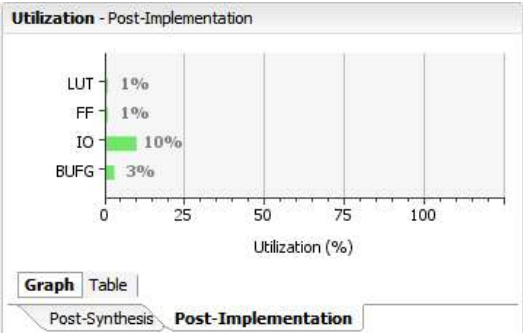 Utilization - Post-Implementation
LUT 1%
FF 1%
IO 10%
BUFG 3%
0 25 50 75 100
Utilization (%)
Graph Table
Post-Synthesis Post-Implementation